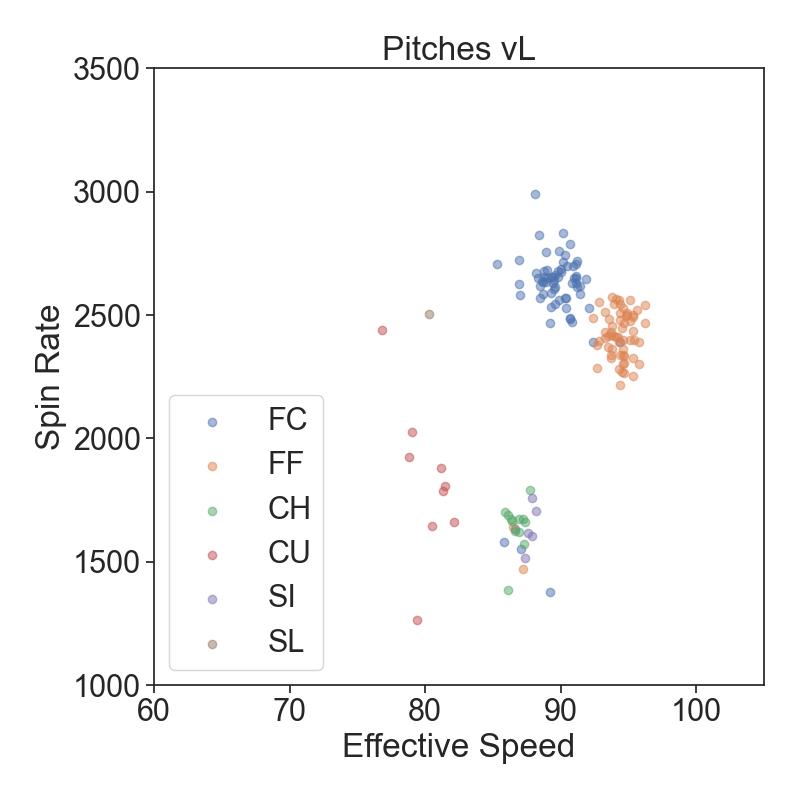 Pitches vL
3500
3000
2500
2000
1500
1000
Spin Rate
FC
FF
CH
CU
SI
SL
60 70 80 90 100
Effective Speed